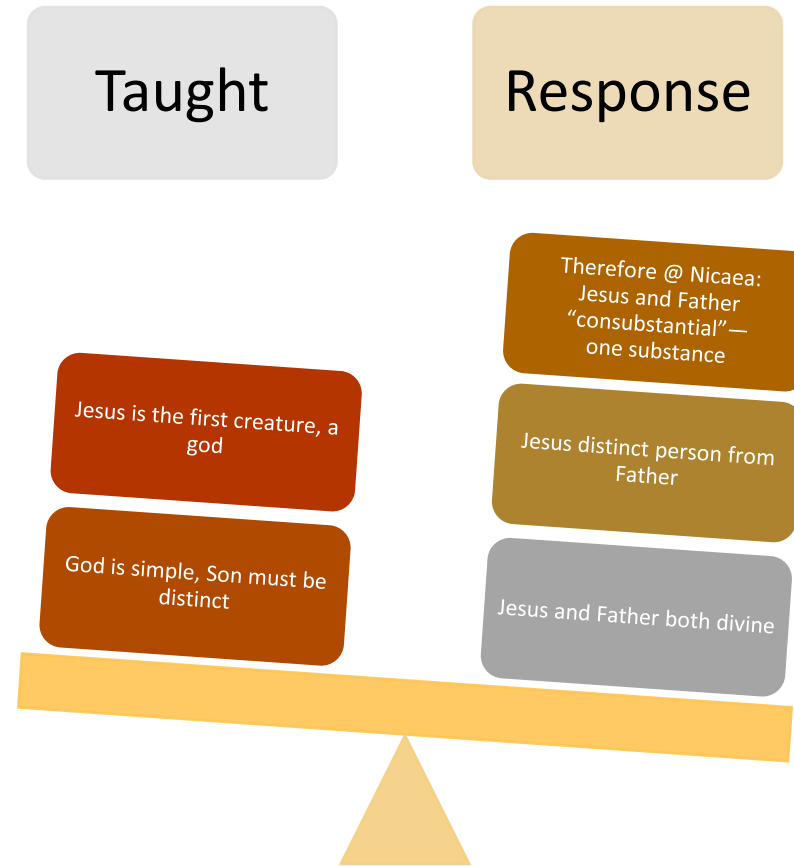 Taught
Response
Therefore @ Nicaea:
Jesus and Father
“consubstantial”—
one substance
Jesus is the first creature, a
god
Jesus distinct person from
Father
God is simple, Son must be
distinct
Jesus and Father both divine